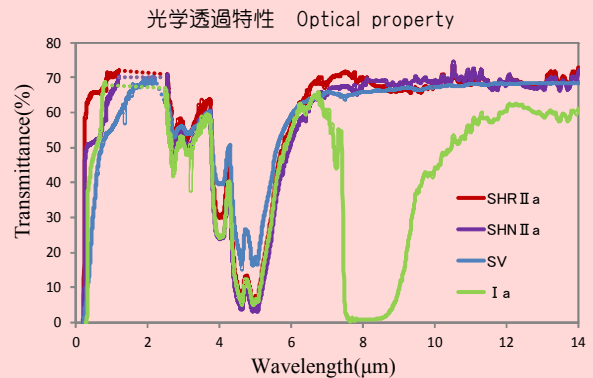 光学透過特性 Optical property
Transmittance(%)
80
70
60
50
40
30
20
10
0
SHRⅡa
SHNⅡa
SV
Ⅰa
0 2 4 6 8 10 12 14
Wavelength(μm)